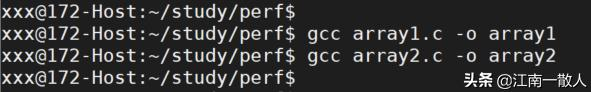 xxx@172-Host:~/study/perf$
xxx@172-Host:~/study/perf$ gcc array1.c -o array1
xxx@172-Host:~/study/perf$ gcc array2.c -o array2
xxx@172-Host:~/study/perf$
头条 @江南一散人